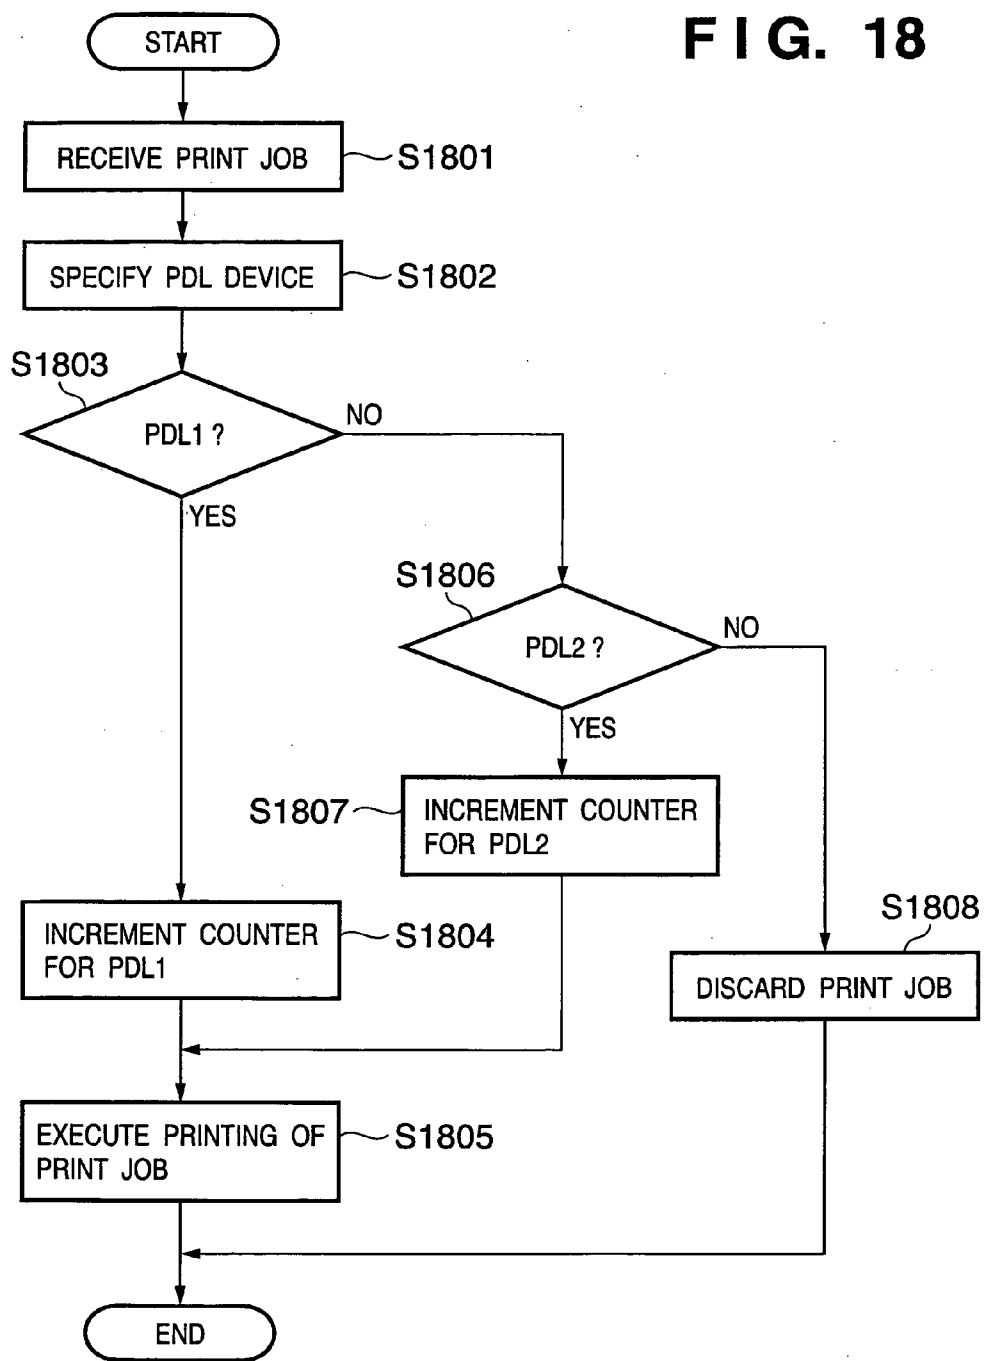 FIG. 18
START
RECEIVE PRINT JOB
S1801
SPECIFY PDL DEVICE
S1802
S1803
PDL1 ?
NO
YES
S1806
PDL2 ?
NO
YES
S1807
INCREMENT COUNTER
FOR PDL2
INCREMENT COUNTER
FOR PDL1
S1804
S1808
DISCARD PRINT JOB
EXECUTE PRINTING OF
PRINT JOB
S1805
END